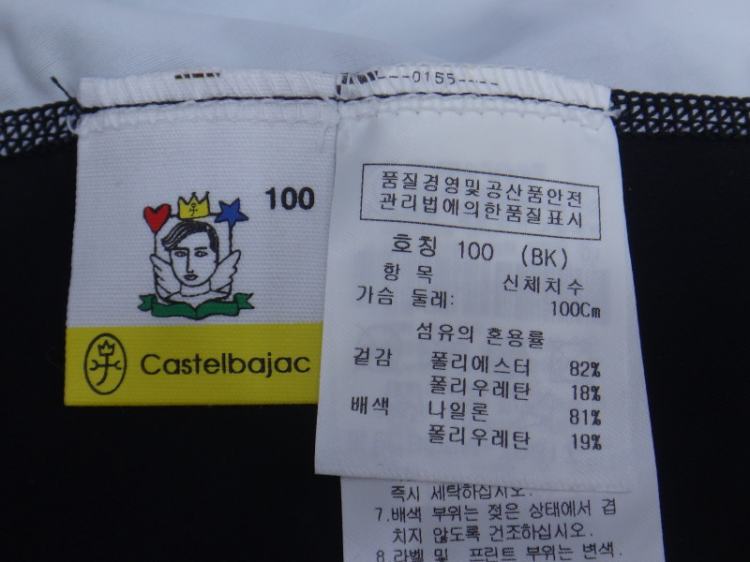 ---0155----
100
Castelbajac
품질경영및공산품안전
관리법에의한품질표시
호칭 100 (BK)
항 목 신체치수
가슴 둘레: 100Cm
섬유의 혼용률
겉감 폴리에스터 82%
폴리우레탄 18%
배색 나일론 81%
폴리우레탄 19%
즉시 세탁하십시오.
7.배색 부위는 젖은 상태에서 겹
치지 않도록 건조하십시오.
8.라벨 및 프린트 부위는 변색.